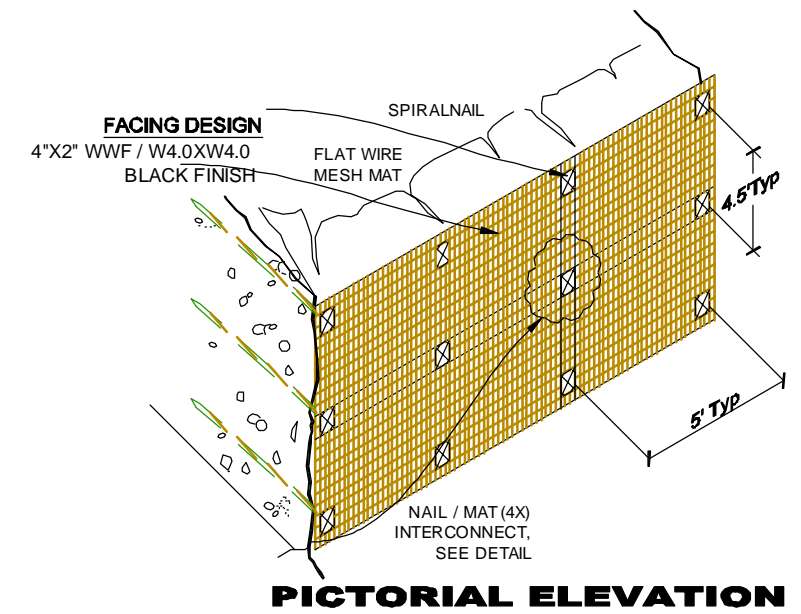 SPIRALNAIL
FACING DESIGN
4"X2" WWF / W4.0XW4.0
BLACK FINISH
FLAT WIRE
MESH MAT
4.5'Typ
5' Typ
NAIL / MAT (4X)
INTERCONNECT,
SEE DETAIL
PICTORIAL ELEVATION